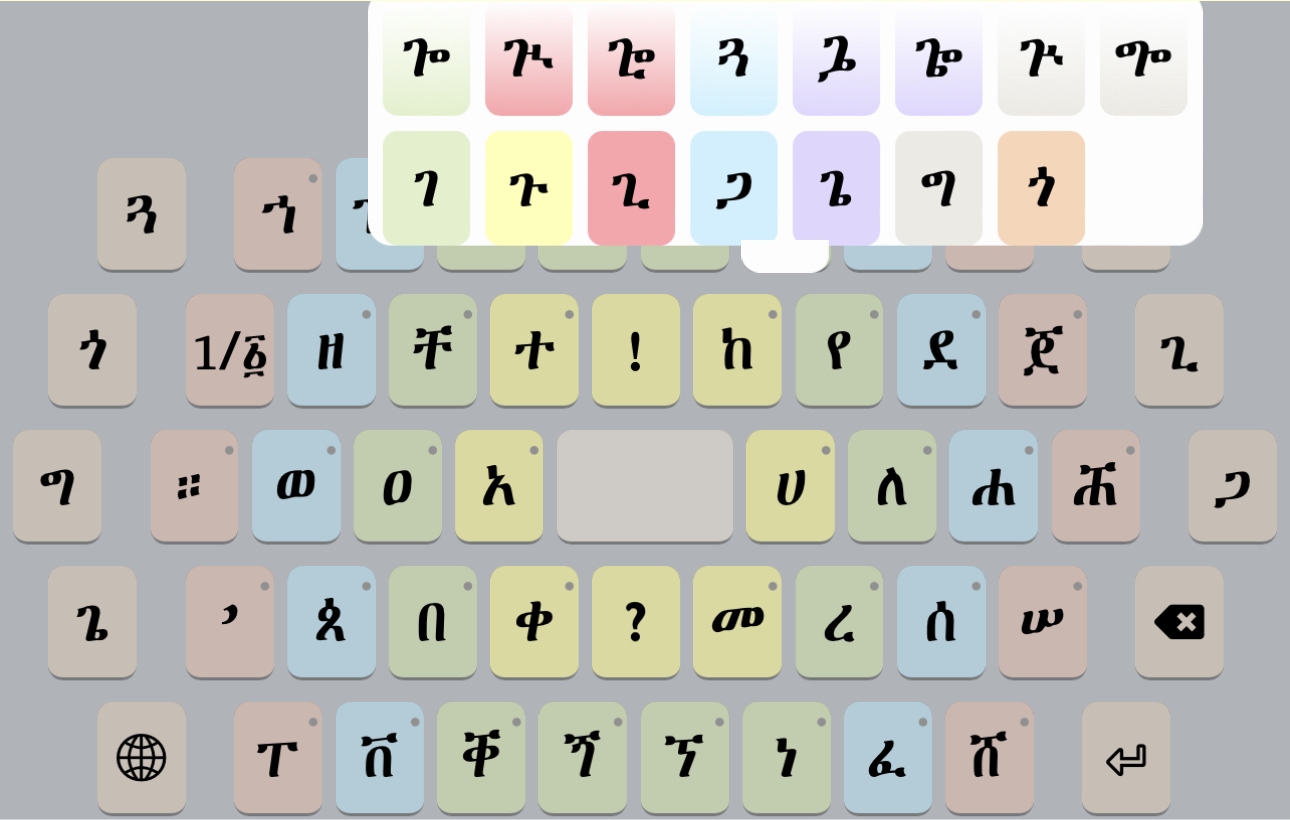 ጐ ጒ ጔ
ገ ጉ ጊ ጋ ጌ ግ ጎ
ጓ ኀ
ጎ 1/፩ ዘ ቸ ተ ! ከ የ ደ ጀ ጊ
ግ ። ወ ዐ አ ሀ ለ ሐ ጋ
ጌ ’ ጸ በ ቀ ? መ ረ ሰ ሠ
ፐ ቨ ቐ ኘ ነ ፈ ሸ